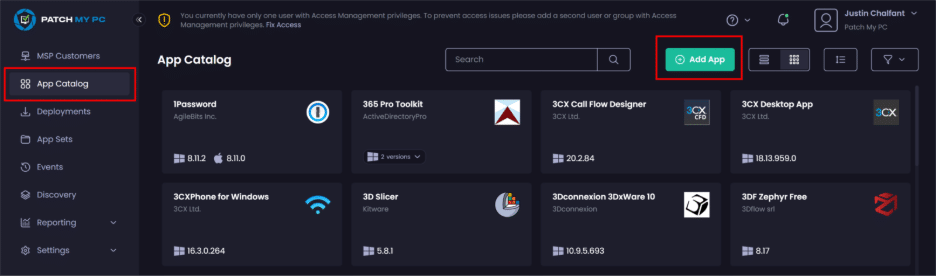 PATCH MY PC
You currently have only one user with Access Management privileges. To prevent access issues please add a second user or group with Access
Management privileges. Fix Access
Justin Chalfant
Patch My PC
MSP Customers
App Catalog
Deployments
App Sets
Events
Discovery
Reporting
Settings
App Catalog
Search
Add App
1Password
AgileBits Inc.
8.11.2 8.11.0
365 Pro Toolkit
ActiveDirectoryPro
2 versions
3CX Call Flow Designer
3CX Ltd.
3CX
CFD
20.2.84
3CX Desktop App
3CX Ltd.
3CX
18.13.959.0
3CXPhone for Windows
3CX Ltd.
16.3.0.264
3D Slicer
Kitware
5.8.1
3Dconnexion 3DxWare 10
3Dconnexion
10.9.5.693
3DF Zephyr Free
3Dflow srl
8.17